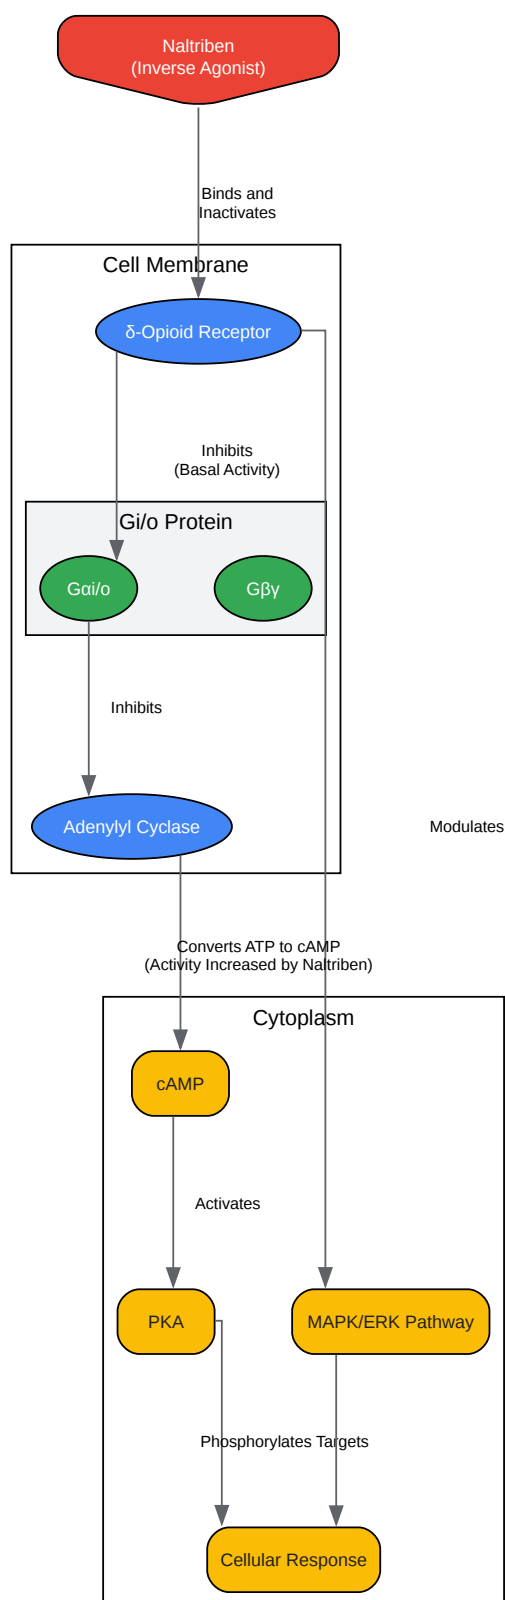 Naltriben
(Inverse Agonist)
Binds and
Inactivates
Cell Membrane
δ-Opioid Receptor
Inhibits
(Basal Activity)
Gi/o Protein
Gαi/o
Gβγ
Inhibits
Adenylyl Cyclase
Modulates
Converts ATP to cAMP
(Activity Increased by Naltriben)
Cytoplasm
cAMP
Activates
PKA
MAPK/ERK Pathway
Phosphorylates Targets
Cellular Response